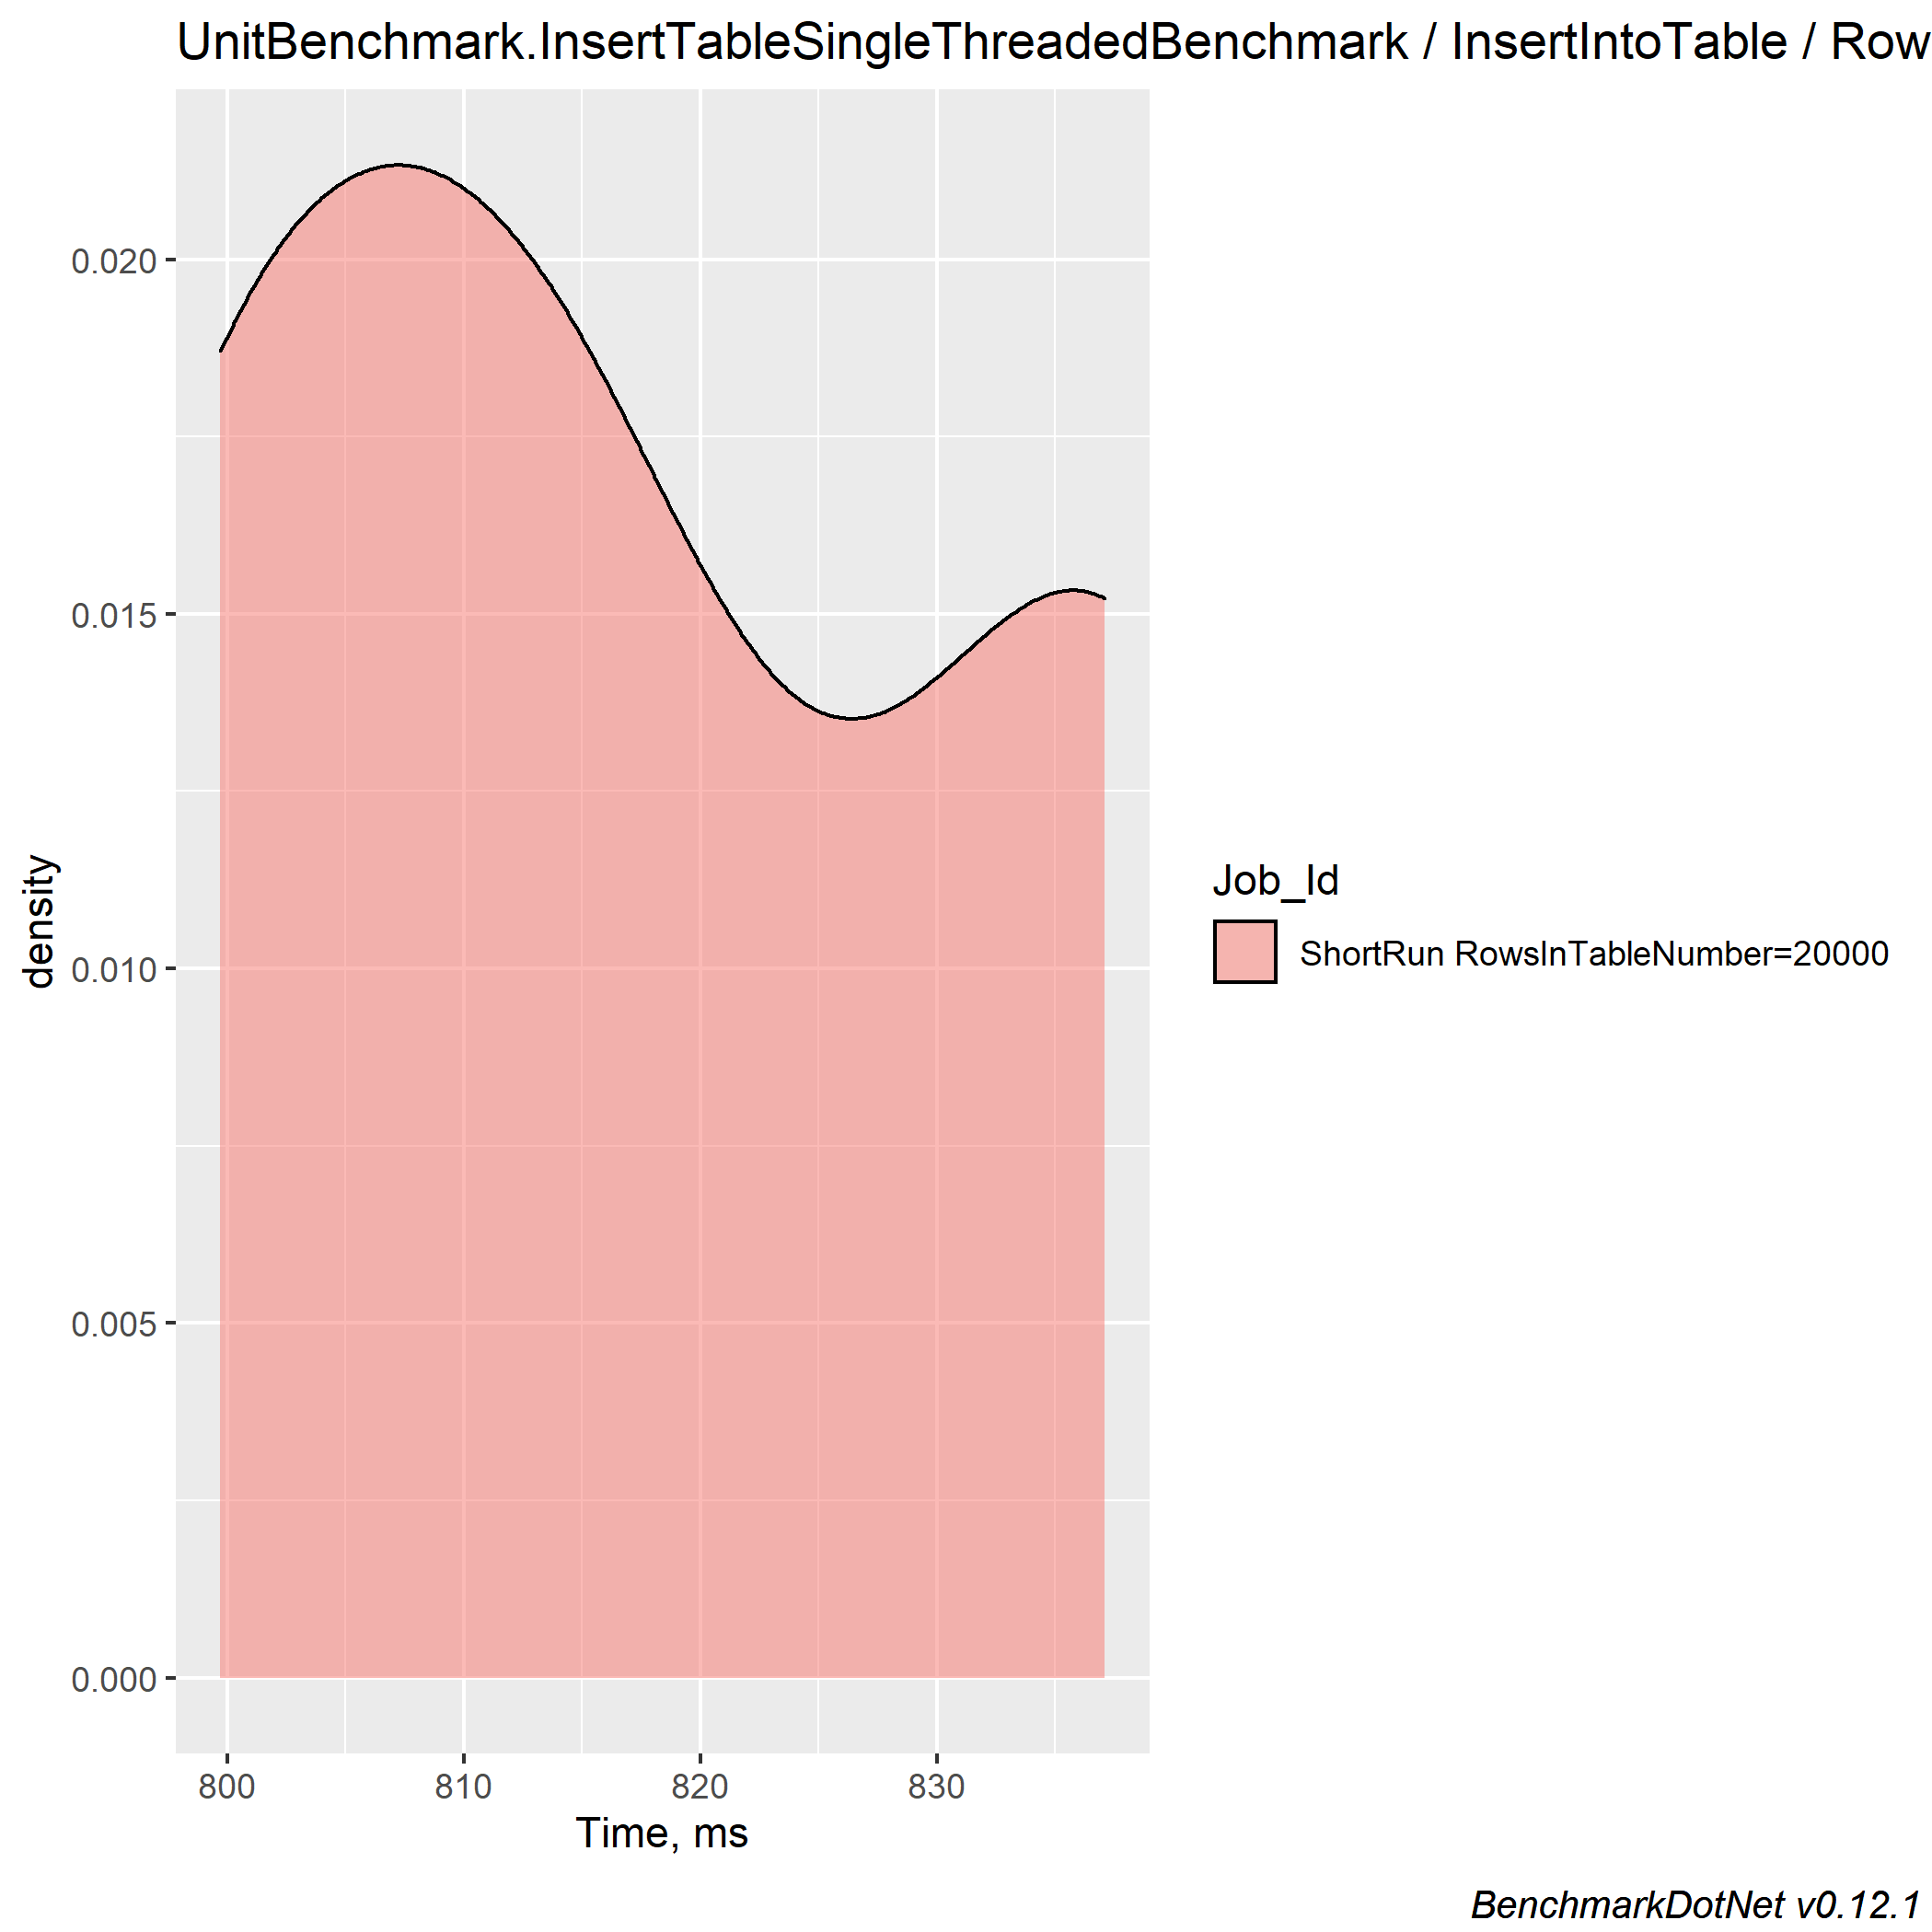 UnitBenchmark.InsertTableSingleThreadedBenchmark / InsertIntoTable / Row
density
0.020
0.015
0.010
0.005
0.000
800 810 820 830
Time, ms
Job_Id
ShortRun RowsInTableNumber=20000
BenchmarkDotNet v0.12.1